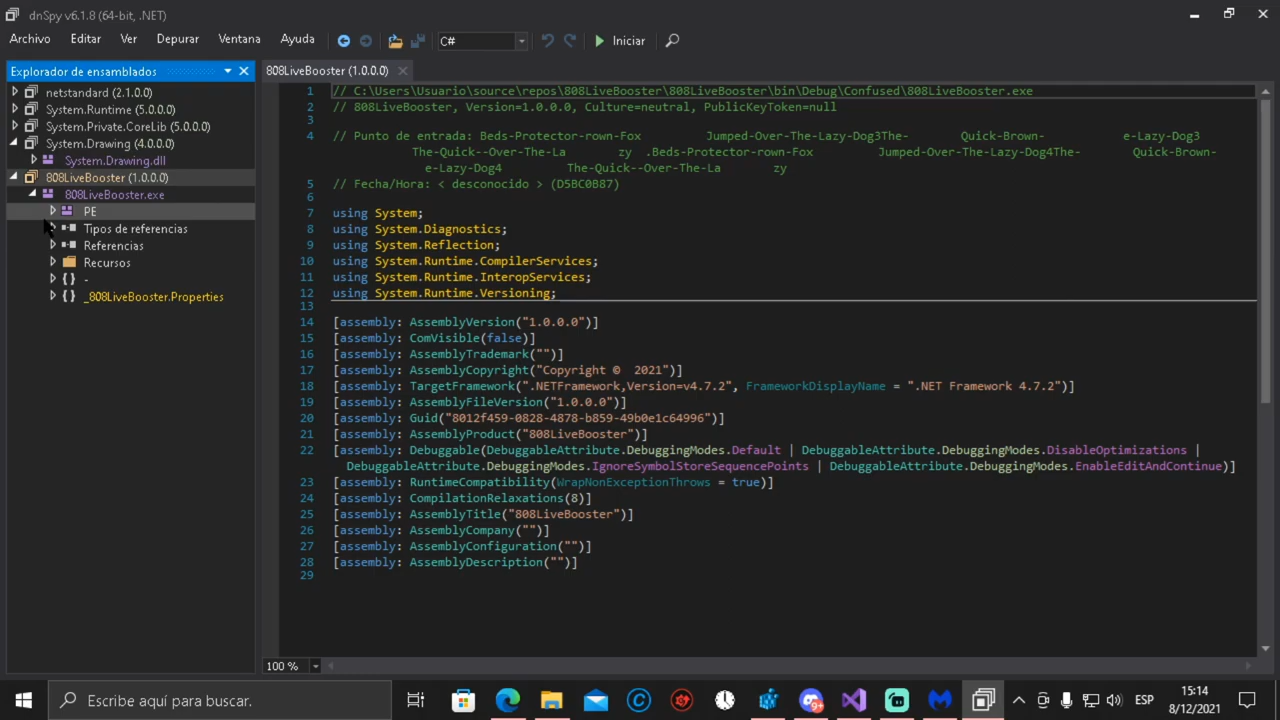 dnSpy v6.1.8 (64-bit, .NET)
Archivo Editar Ver Depurar Ventana Ayuda C# Iniciar
Explorador de ensamblados
netstandard (2.1.0.0)
System.Runtime (5.0.0.0)
System.Private.CoreLib (5.0.0.0)
System.Drawing (4.0.0.0)
System.Drawing.dll
808LiveBooster (1.0.0.0)
808LiveBooster.exe
PE
Tipos de referencias
Referencias
Recursos
{ } -
{ } _808LiveBooster.Properties
808LiveBooster (1.0.0.0)
1 // C:\Users\Usuario\source\repos\808LiveBooster\808LiveBooster\bin\Debug\Confused\808LiveBooster.exe
2 // 808LiveBooster, Version=1.0.0.0, Culture=neutral, PublicKeyToken=null
3
4 // Punto de entrada: Beds-Protector-rown-Fox Jumped-Over-The-Lazy-Dog3The- Quick-Brown- e-Lazy-Dog3
The-Quick--Over-The-La zy .Beds-Protector-rown-Fox Jumped-Over-The-Lazy-Dog4The- Quick-Brown-
e-Lazy-Dog4 The-Quick--Over-The-La zy
5 // Fecha/Hora: < desconocido > (D5BC0B87)
6
7 using System;
8 using System.Diagnostics;
9 using System.Reflection;
10 using System.Runtime.CompilerServices;
11 using System.Runtime.InteropServices;
12 using System.Runtime.Versioning;
13
14 [assembly: AssemblyVersion("1.0.0.0")]
15 [assembly: ComVisible(false)]
16 [assembly: AssemblyTrademark("")]
17 [assembly: AssemblyCopyright("Copyright ©  2021")]
18 [assembly: TargetFramework(".NETFramework,Version=v4.7.2", FrameworkDisplayName = ".NET Framework 4.7.2")]
19 [assembly: AssemblyFileVersion("1.0.0.0")]
20 [assembly: Guid("8012f459-0828-4878-b859-49b0e1c64996")]
21 [assembly: AssemblyProduct("808LiveBooster")]
22 [assembly: Debuggable(DebuggableAttribute.DebuggingModes.Default | DebuggableAttribute.DebuggingModes.DisableOptimizations |
DebuggableAttribute.DebuggingModes.IgnoreSymbolStoreSequencePoints | DebuggableAttribute.DebuggingModes.EnableEditAndContinue)]
23 [assembly: RuntimeCompatibility(WrapNonExceptionThrows = true)]
24 [assembly: CompilationRelaxations(8)]
25 [assembly: AssemblyTitle("808LiveBooster")]
26 [assembly: AssemblyCompany("")]
27 [assembly: AssemblyConfiguration("")]
28 [assembly: AssemblyDescription("")]
29
100 %
Escribe aquí para buscar.
ESP
15:14
8/12/2021